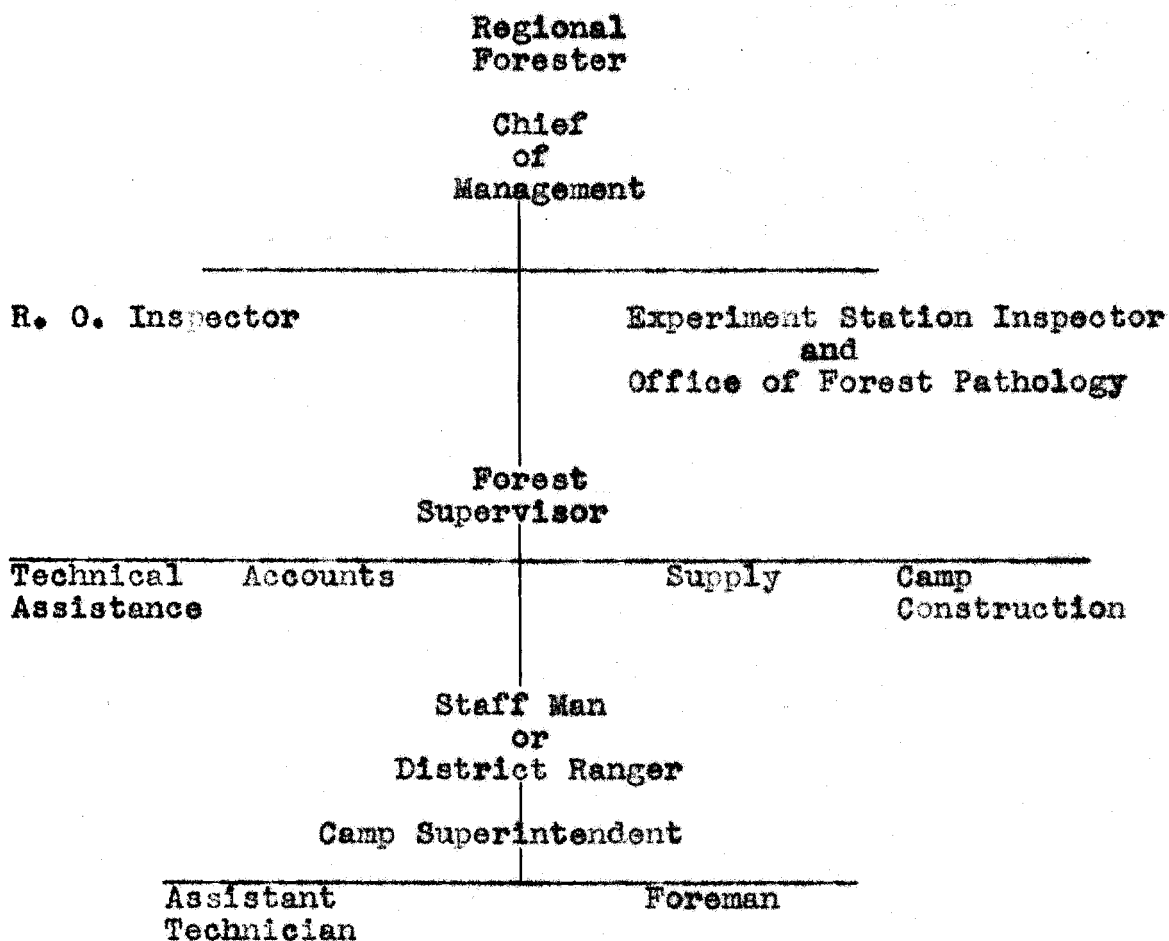 Regional
Forester
Chief
of
Management
R. O. Inspector
Experiment Station Inspector
and
Office of Forest Pathology
Forest
Supervisor
Technical Accounts Supply Camp
Assistance Construction
Staff Man
or
District Ranger
Camp Superintendent
Assistant Foreman
Technician